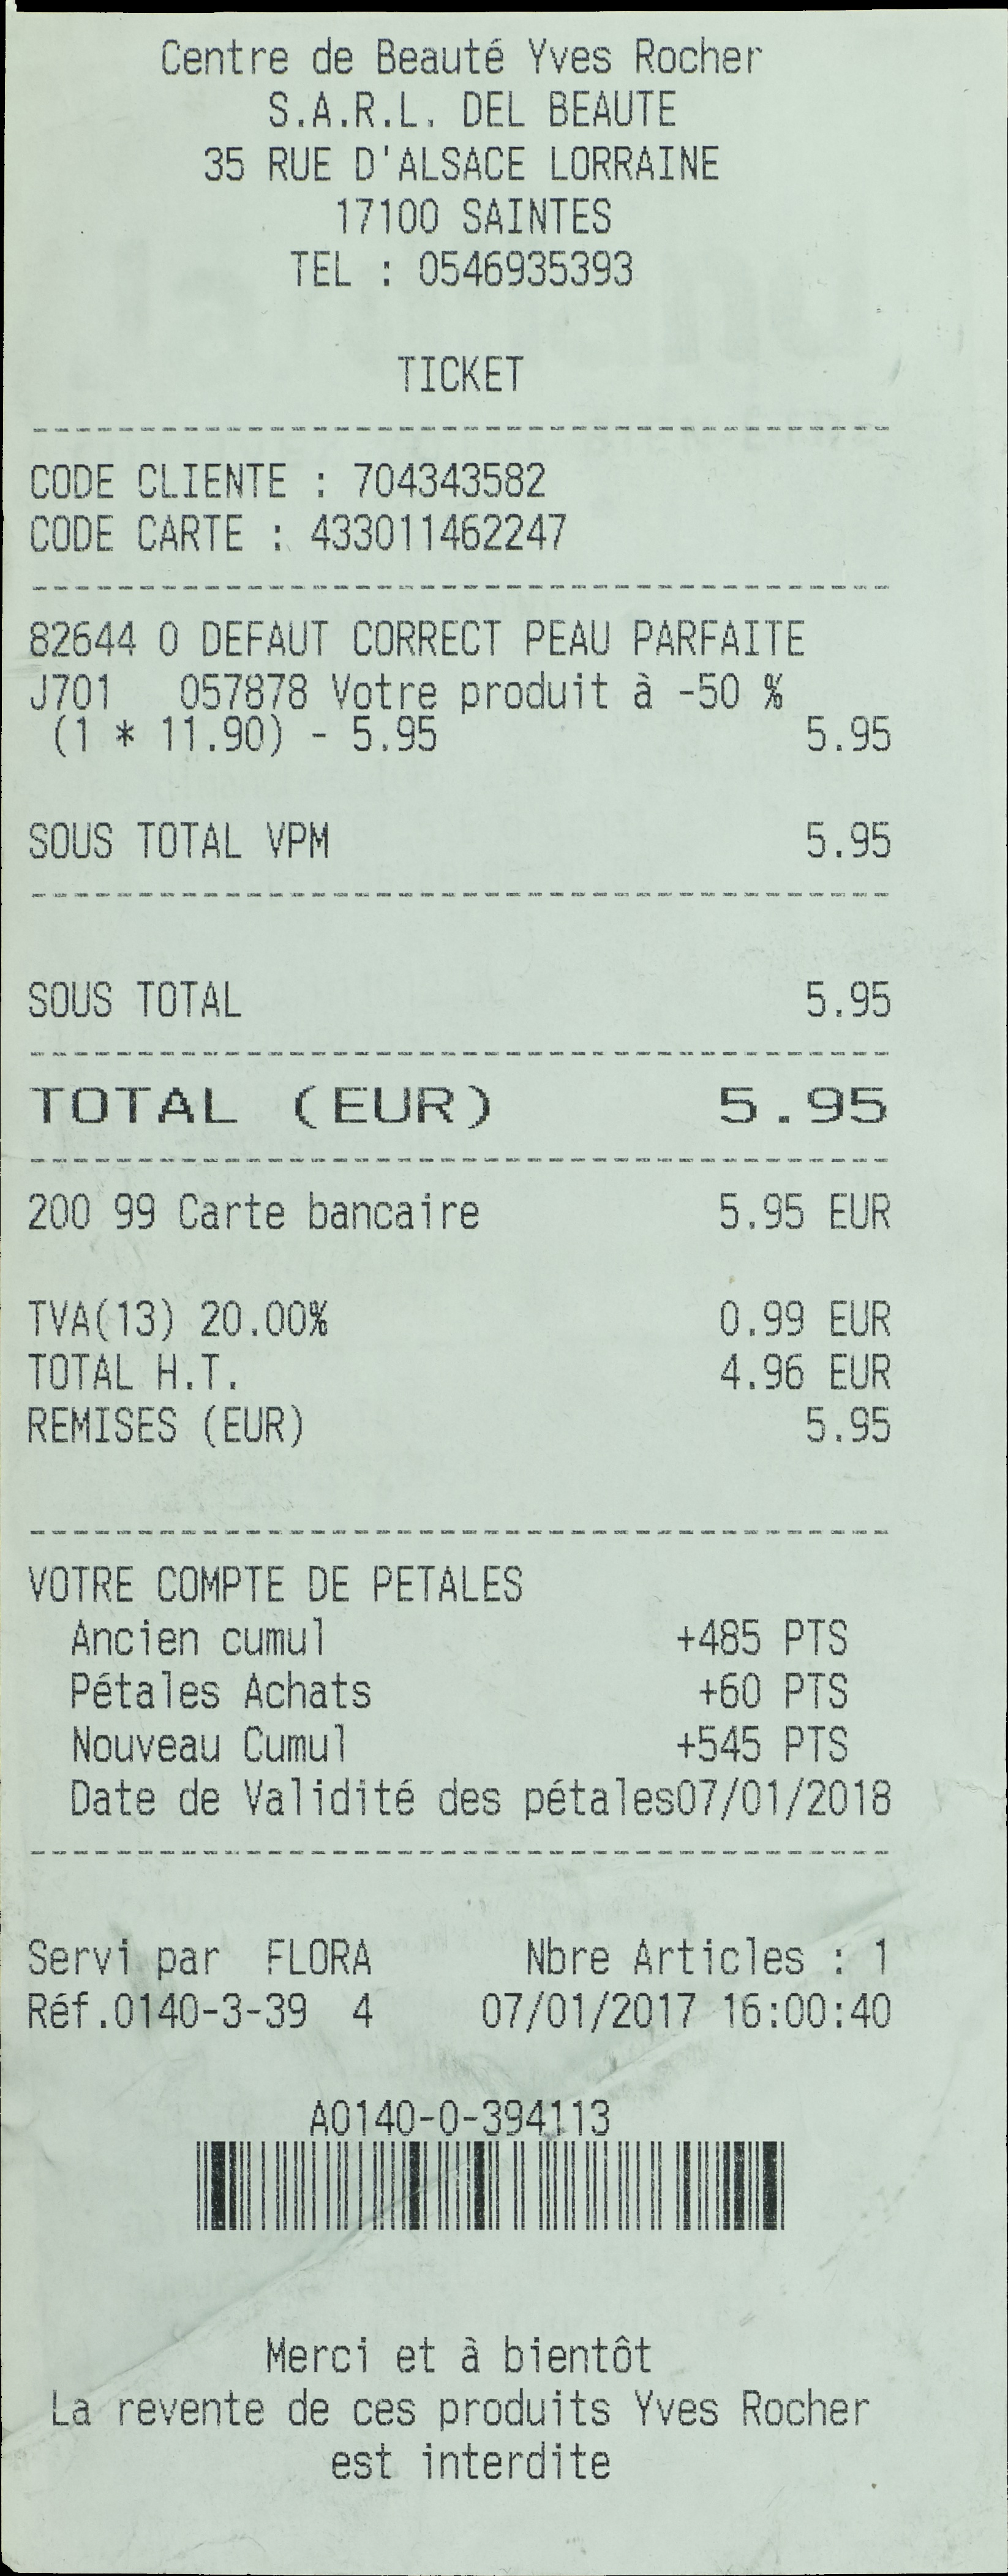 Centre de Beauté Yves Rocher
S.A.R.L. DEL BEAUTE
35 RUE D'ALSACE LORRAINE
17100 SAINTES
TEL : 0546935393
TICKET
CODE CLIENTE : 704343582
CODE CARTE : 433011462247
82644 0 DEFAUT CORRECT PEAU PARFAITE
J701 057878 Votre produit à -50 %
(1 * 11.90) - 5.95 5.95
SOUS TOTAL VPM 5.95
SOUS TOTAL 5.95
TOTAL (EUR) 5.95
200 99 Carte bancaire 5.95 EUR
TVA(13) 20.00% 0.99 EUR
TOTAL H.T. 4.96 EUR
REMISES (EUR) 5.95
VOTRE COMPTE DE PETALES
Ancien cumul +485 PTS
Pétales Achats +60 PTS
Nouveau Cumul +545 PTS
Date de Validité des pétales07/01/2018
Servi par FLORA Nbre Articles : 1
Réf.0140-3-39 4 07/01/2017 16:00:40
A0140-0-394113
Merci et à bientôt
La revente de ces produits Yves Rocher
est interdite